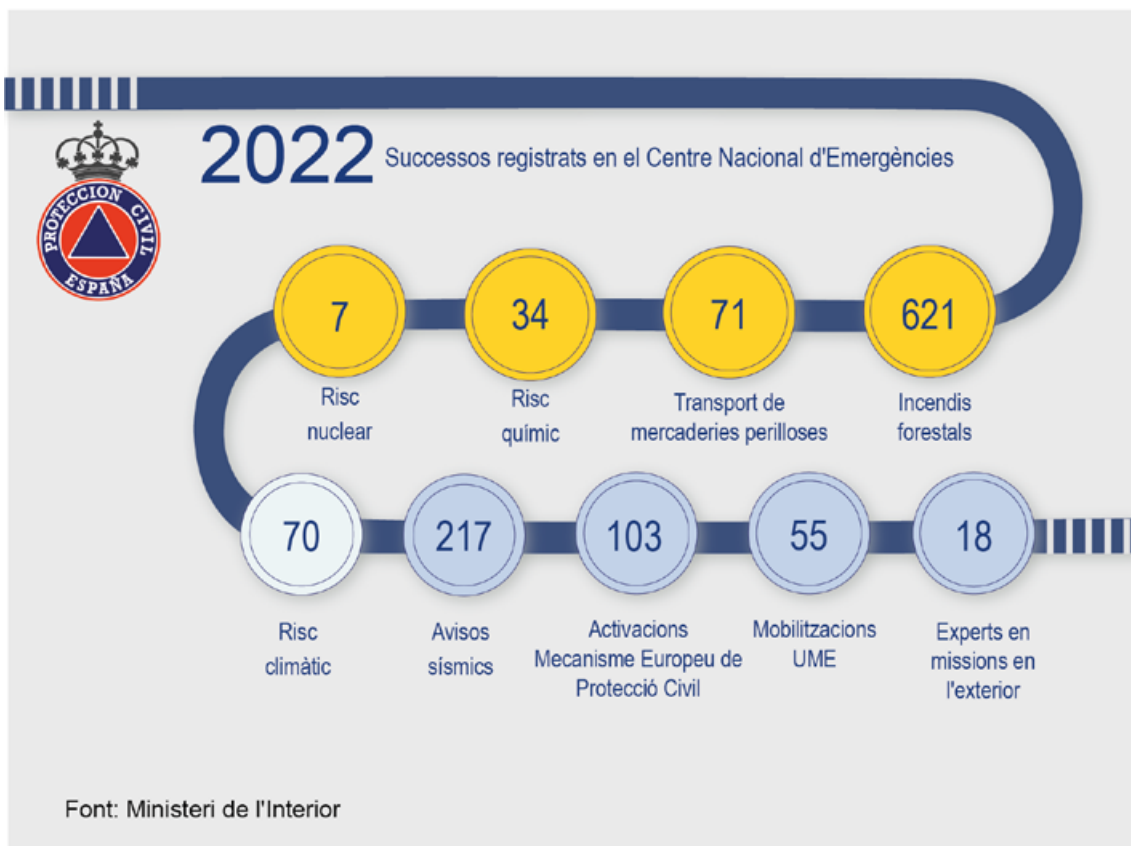 2022 Successos registrats en el Centre Nacional d'Emergències
PROTECCION CIVIL
ESPAÑA
7
34
71
621
Risc
nuclear
Risc
químic
Transport de
mercaderies perilloses
Incendis
forestals
70
217
103
55
18
Risc
climàtic
Avisos
sísmics
Activacions
Mecanisme Europeu de
Protecció Civil
Mobilitzacions
UME
Experts en
missions en
l'exterior
Font: Ministeri de l'Interior